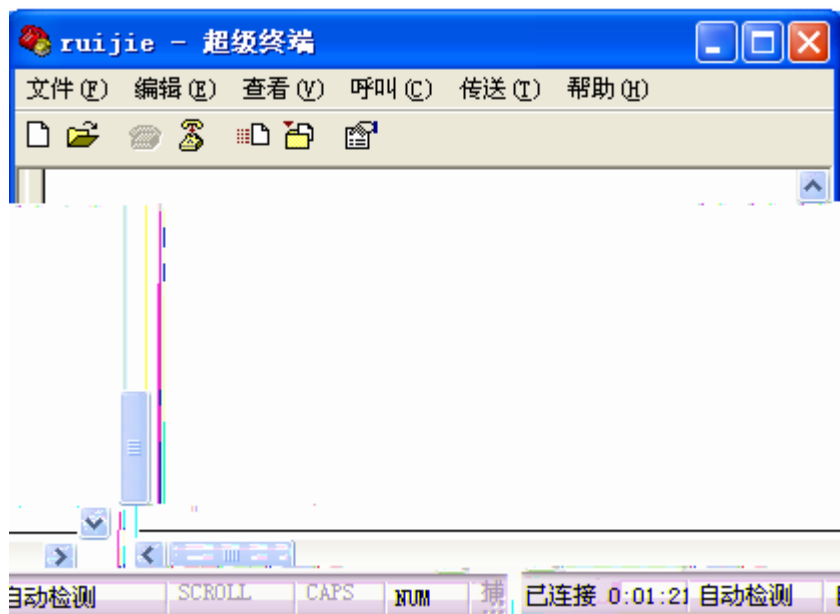 ruijie - 超级终端
文件(F) 编辑(E) 查看(V) 呼叫(C) 传送(T) 帮助(H)
自动检测 SCROLL CAPS NUM 捕 已连接 0:01:21 自动检测